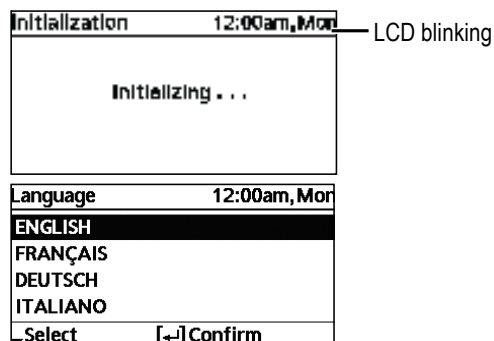 Initialization 12:00am,Mon
LCD blinking
Initializing . . .
Language 12:00am,Mon
ENGLISH
FRANÇAIS
DEUTSCH
ITALIANO
Select [↵] Confirm